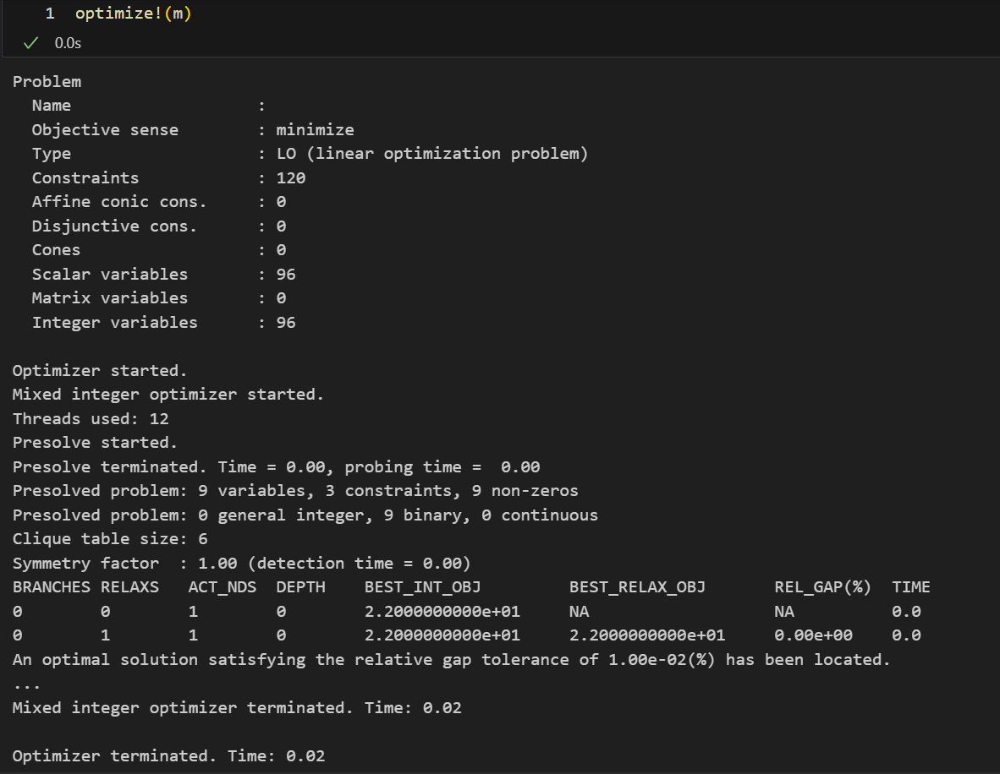 1 optimize!(m)
✓ 0.0s
Problem
  Name                   :
  Objective sense        : minimize
  Type                   : LO (linear optimization problem)
  Constraints            : 120
  Affine conic cons.     : 0
  Disjunctive cons.      : 0
  Cones                  : 0
  Scalar variables       : 96
  Matrix variables       : 0
  Integer variables      : 96
Optimizer started.
Mixed integer optimizer started.
Threads used: 12
Presolve started.
Presolve terminated. Time = 0.00, probing time =  0.00
Presolved problem: 9 variables, 3 constraints, 9 non-zeros
Presolved problem: 0 general integer, 9 binary, 0 continuous
Clique table size: 6
Symmetry factor  : 1.00 (detection time = 0.00)
BRANCHES RELAXS   ACT_NDS  DEPTH    BEST_INT_OBJ         BEST_RELAX_OBJ       REL_GAP(%)  TIME
0        0        1        0        2.2000000000e+01     NA                   NA          0.0
0        1        1        0        2.2000000000e+01     2.2000000000e+01     0.00e+00    0.0
An optimal solution satisfying the relative gap tolerance of 1.00e-02(%) has been located.
...
Mixed integer optimizer terminated. Time: 0.02
Optimizer terminated. Time: 0.02